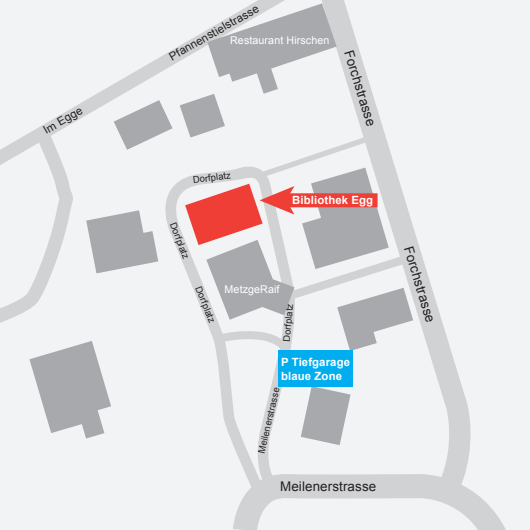 Pfannenstielstrasse
Restaurant Hirschen
Im Egge
Forchstrasse
Dorfplatz
Bibliothek Egg
Dorfplatz
Forchstrasse
MetzgeRaif
Dorfplatz
Dorfplatz
P Tiefgarage
blaue Zone
Meilenerstrasse
Meilenerstrasse